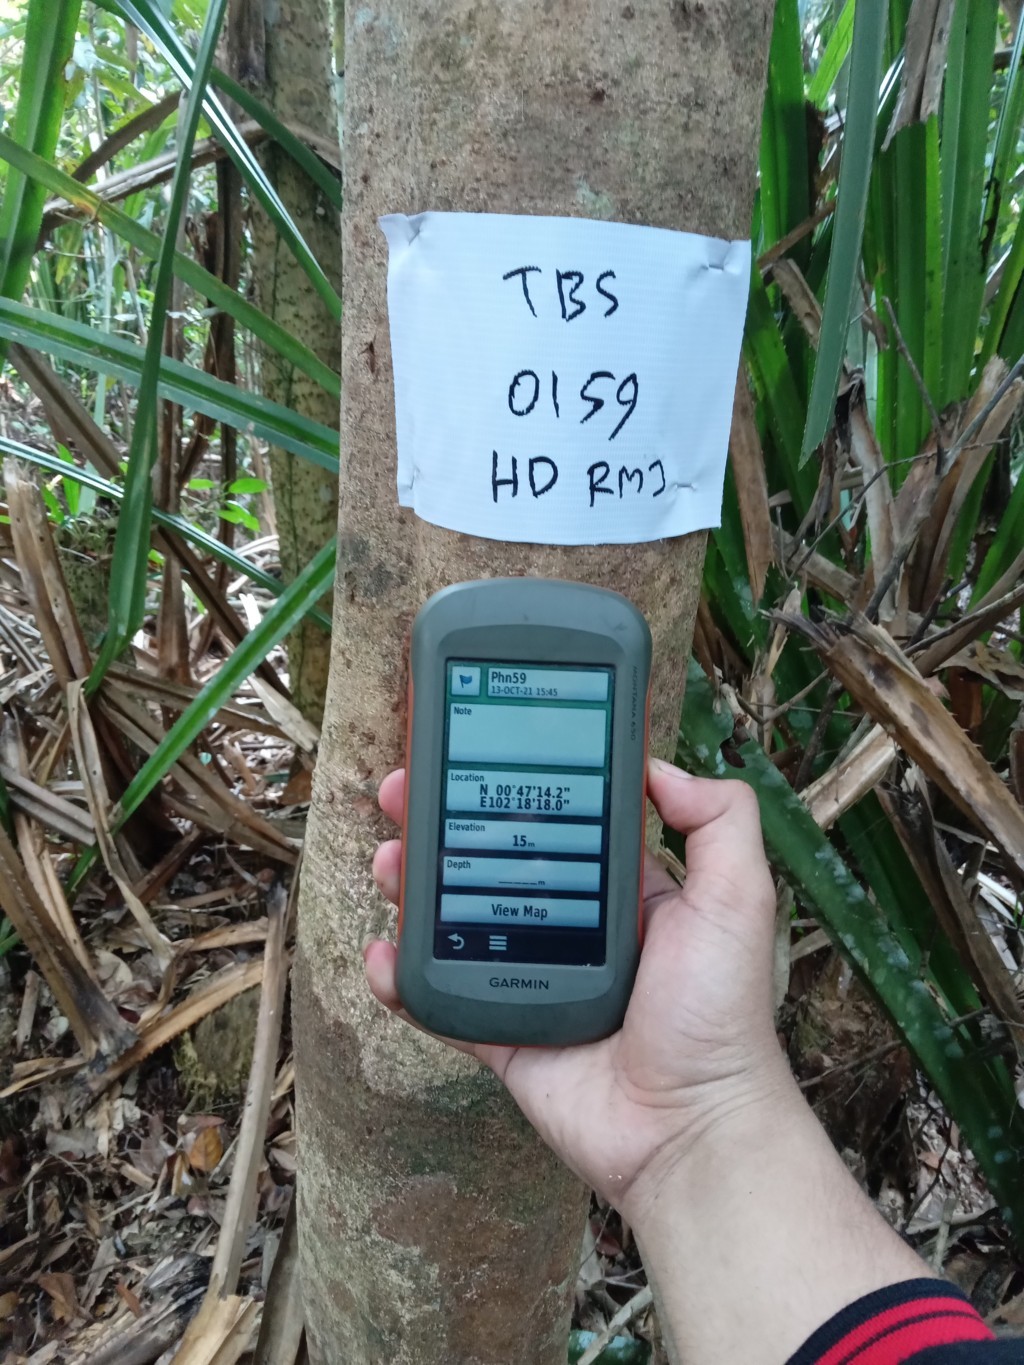 TBS
0159
HD RMJ
MONTANA 650
Phn59
13-OCT-21 15:45
Note
Location
N 00°47'14.2"
E102°18'18.0"
Elevation
15m
Depth
_____m
View Map
GARMIN